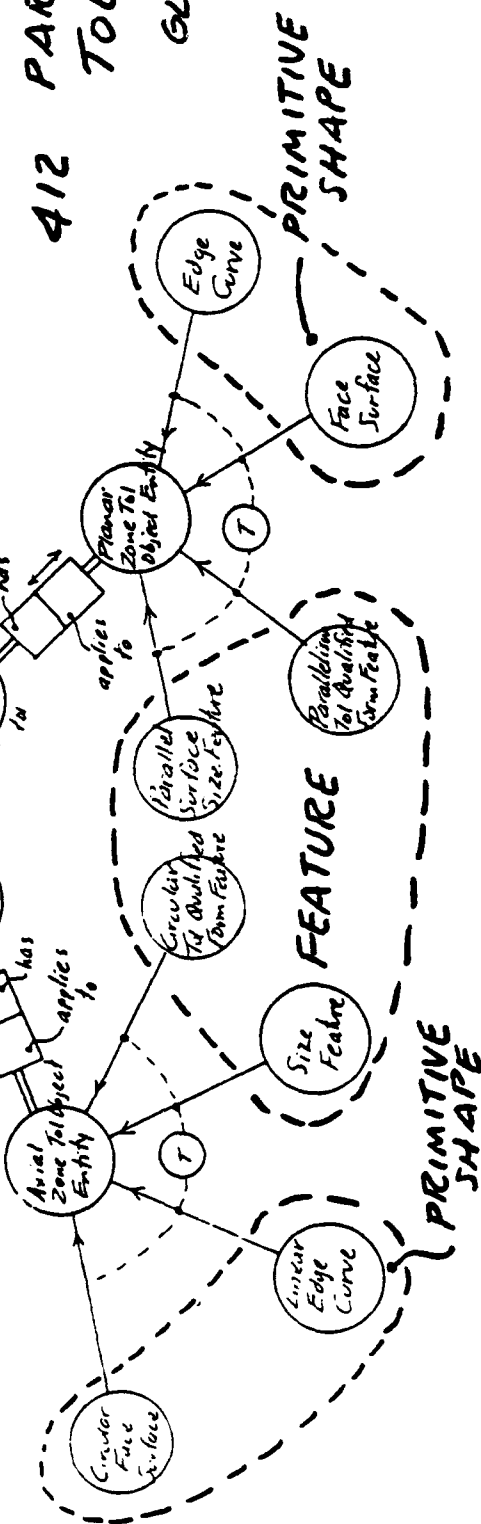 412 PAR
TOL
GL
has
applies
to
to
has
applies
to
Planar
Zone Tol
Object Entity
Edge
Curve
PRIMITIVE
SHAPE
Face
Surface
T
Parallel
Surface
Size Feature
Parallelism
Tol Qualified
Form Feature
Circular
Tol Qualified
Form Feature
FEATURE
Size
Feature
Axial
Zone Tol Object
Entity
T
Linear
Edge
Curve
PRIMITIVE
SHAPE
Circular
Face
Surface